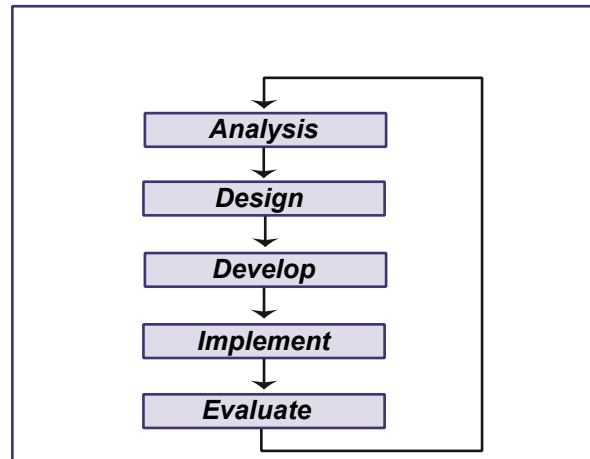 Analysis
Design
Develop
Implement
Evaluate